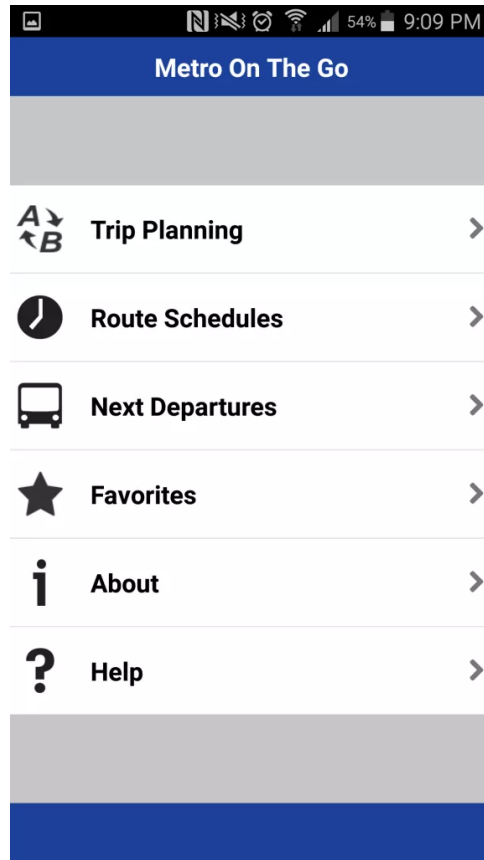 54% 9:09 PM
Metro On The Go
A
B
Trip Planning
Route Schedules
Next Departures
Favorites
About
Help